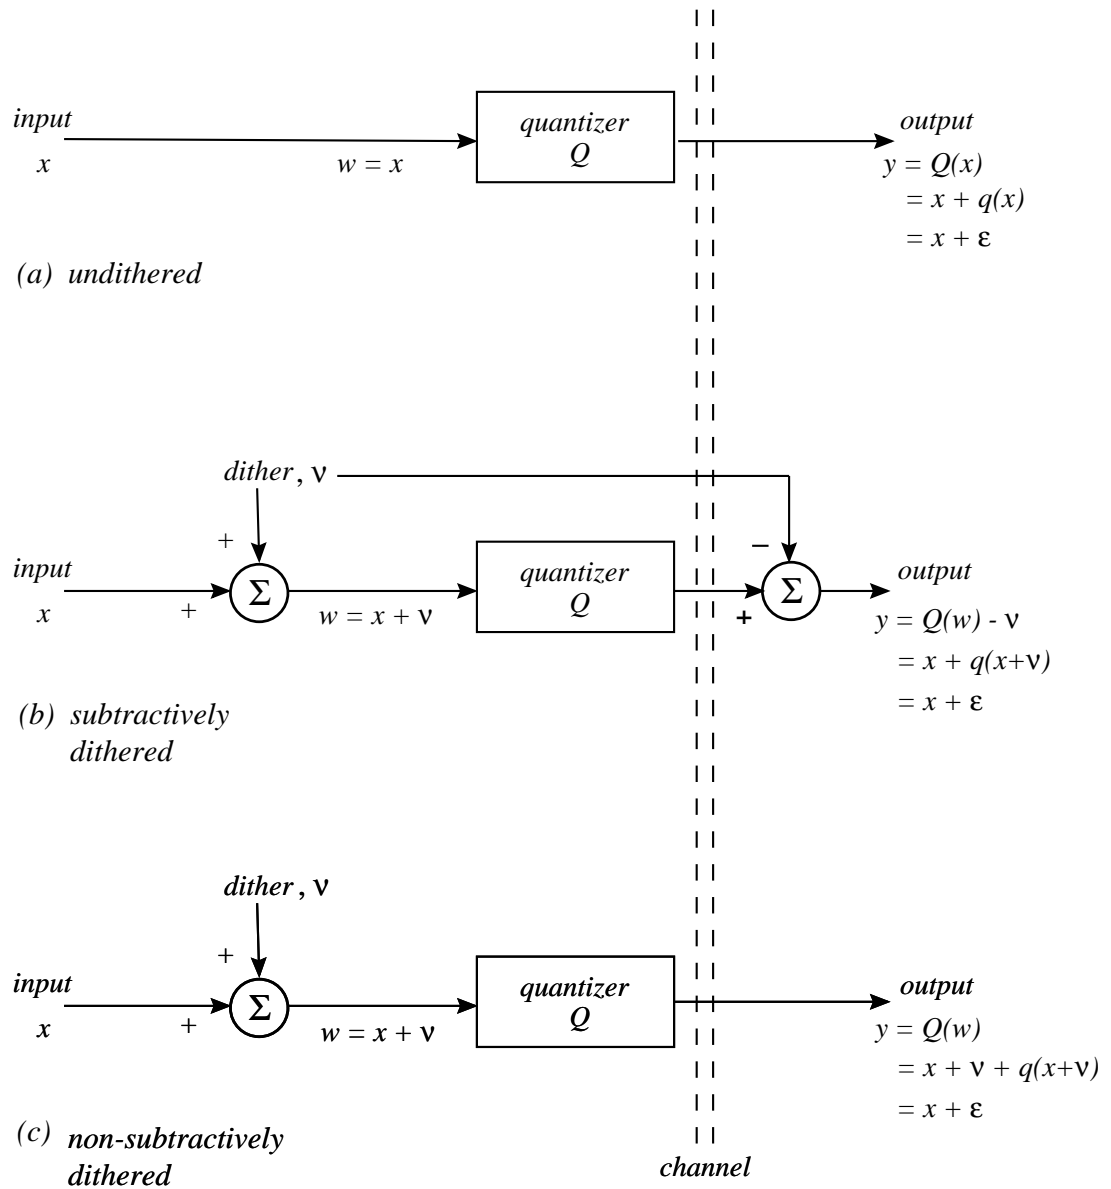 input
x
w = x
quantizer
Q
output
y = Q(x)
= x + q(x)
= x + ε
(a) undithered
dither, ν
+
input
x
+
Σ
w = x + ν
quantizer
Q
−
+
Σ
output
y = Q(w) - ν
= x + q(x+ν)
= x + ε
(b) subtractively
dithered
dither, ν
+
input
x
+
Σ
w = x + ν
quantizer
Q
output
y = Q(w)
= x + ν + q(x+ν)
= x + ε
(c) non-subtractively
dithered
channel